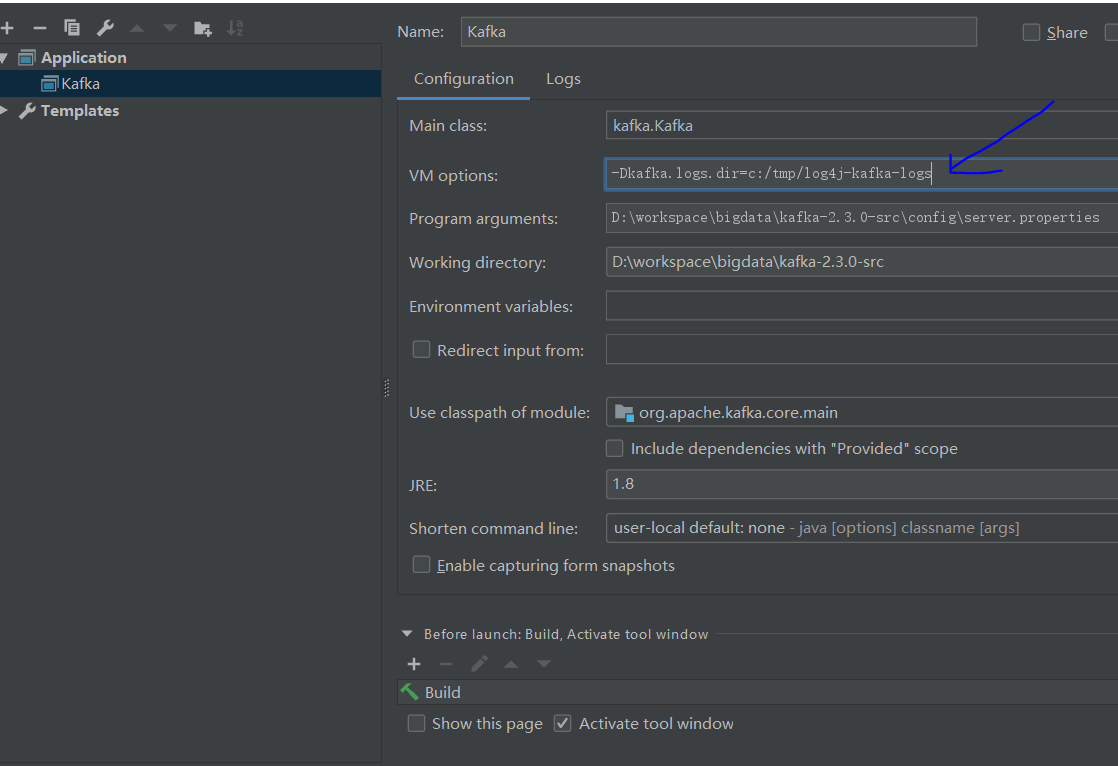 Name: Kafka Share
Application
Kafka
Templates
Configuration Logs
Main class: kafka.Kafka
VM options: -Dkafka.logs.dir=c:/tmp/log4j-kafka-logs
Program arguments: D:\workspace\bigdata\kafka-2.3.0-src\config\server.properties
Working directory: D:\workspace\bigdata\kafka-2.3.0-src
Environment variables:
Redirect input from:
Use classpath of module: org.apache.kafka.core.main
Include dependencies with "Provided" scope
JRE: 1.8
Shorten command line: user-local default: none - java [options] classname [args]
Enable capturing form snapshots
Before launch: Build, Activate tool window
Build
Show this page Activate tool window